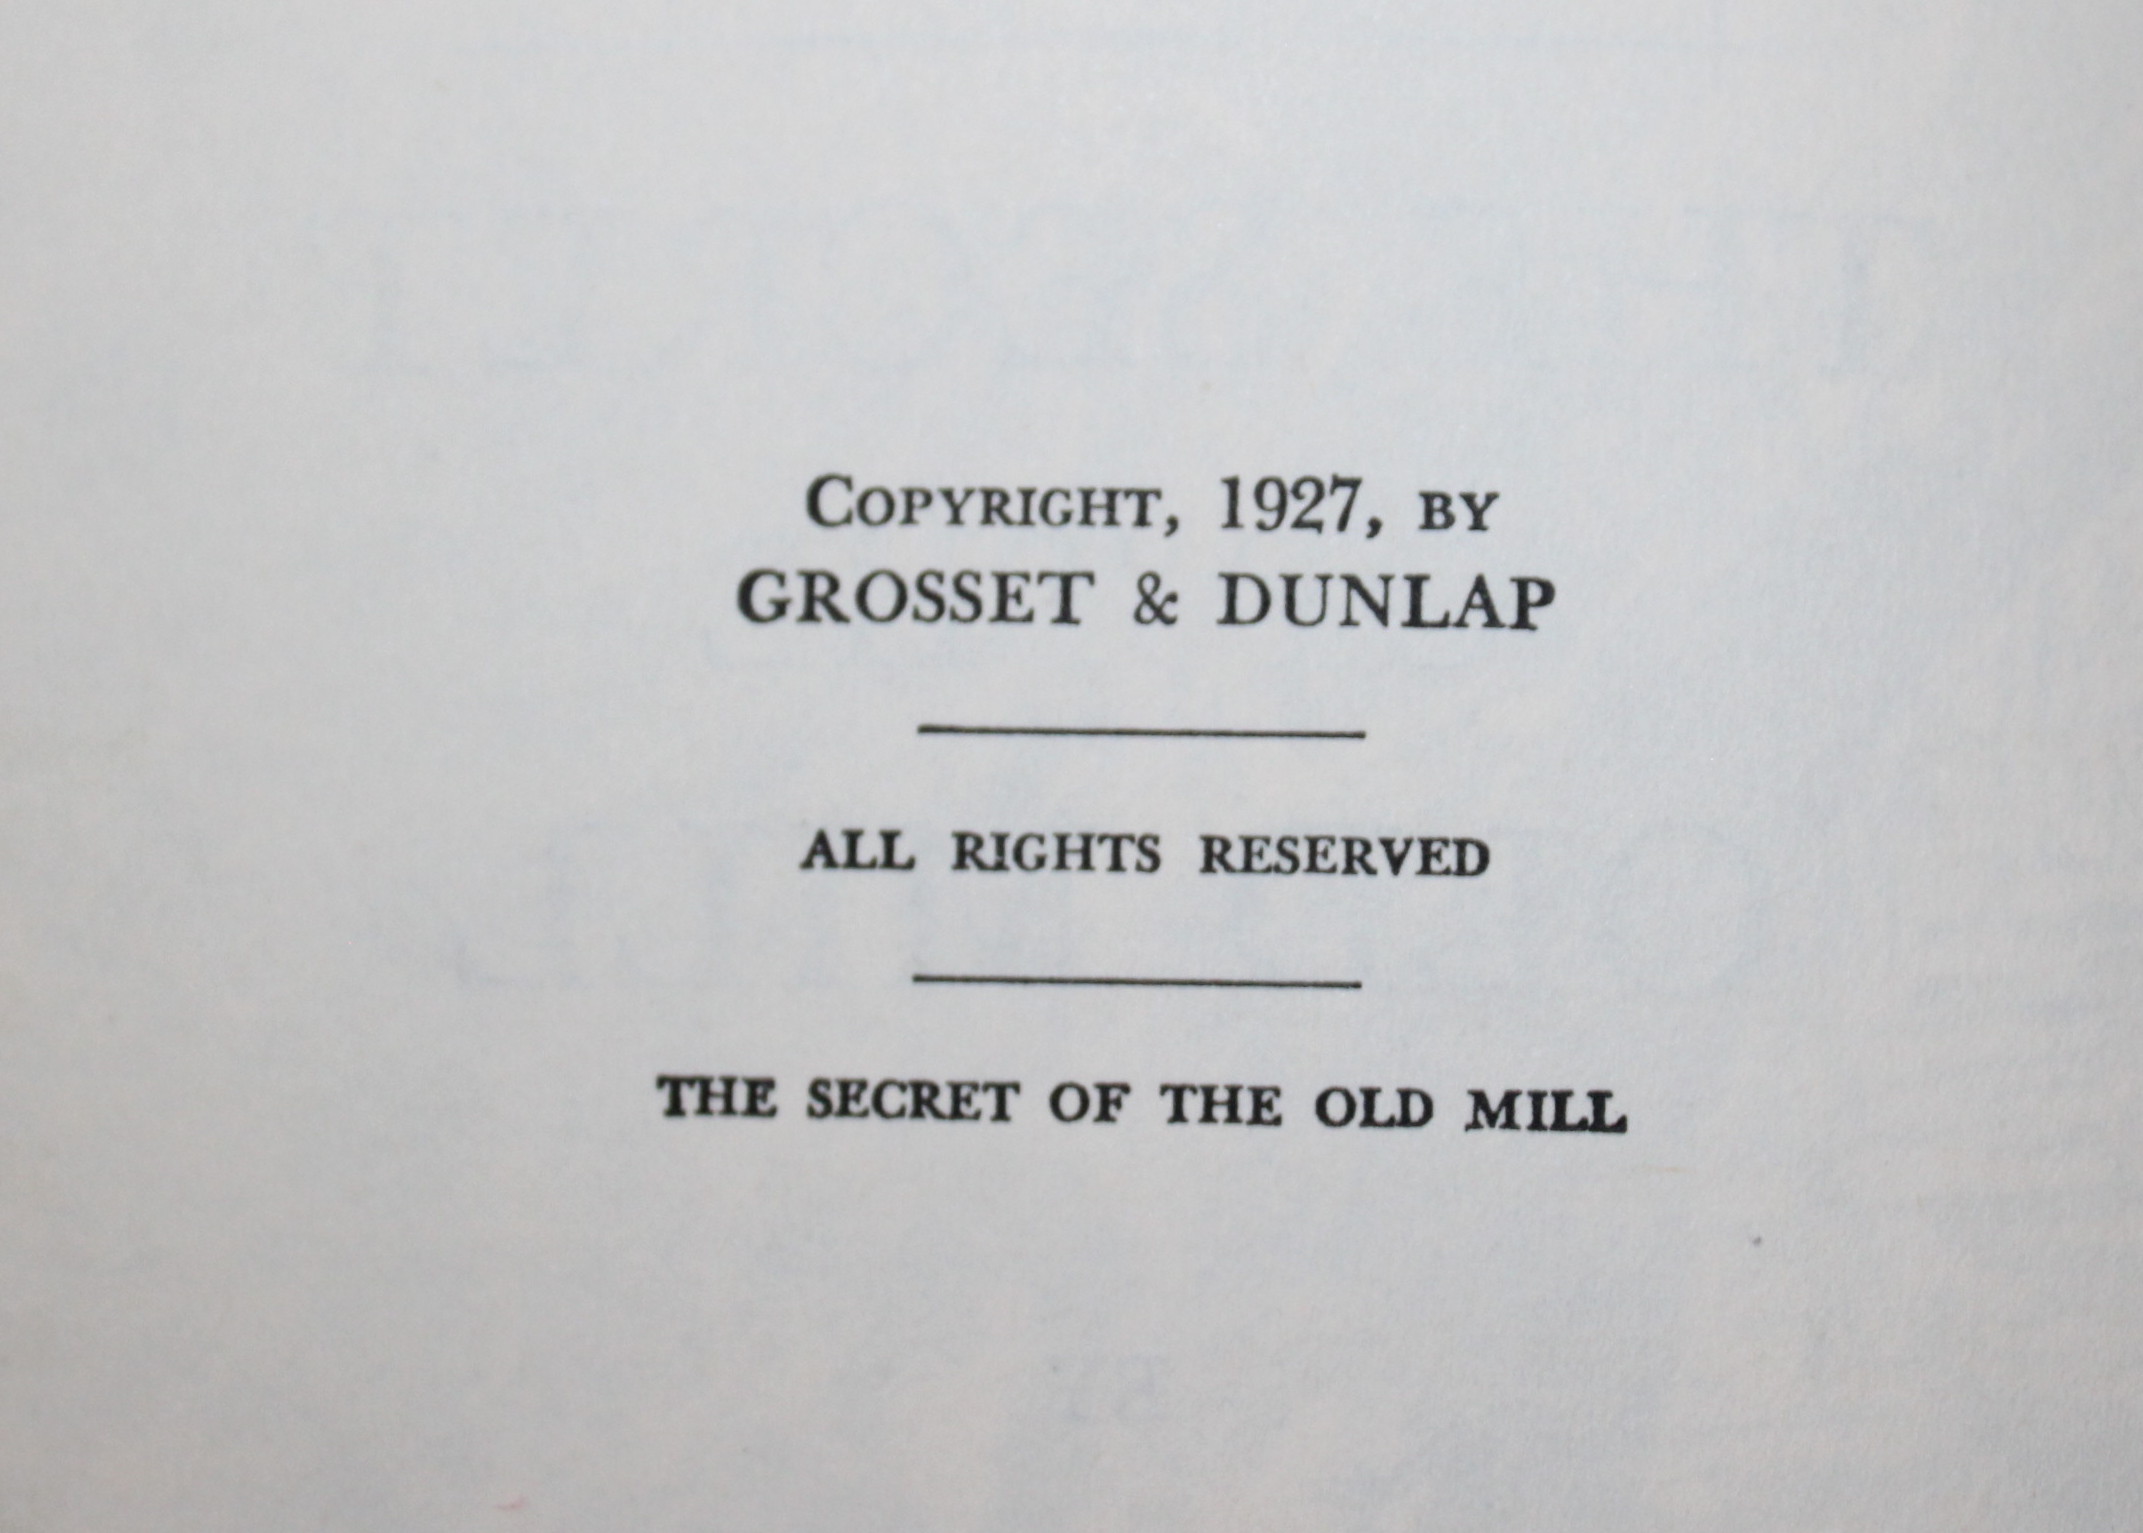 COPYRIGHT, 1927, BY
GROSSET & DUNLAP
ALL RIGHTS RESERVED
THE SECRET OF THE OLD MILL